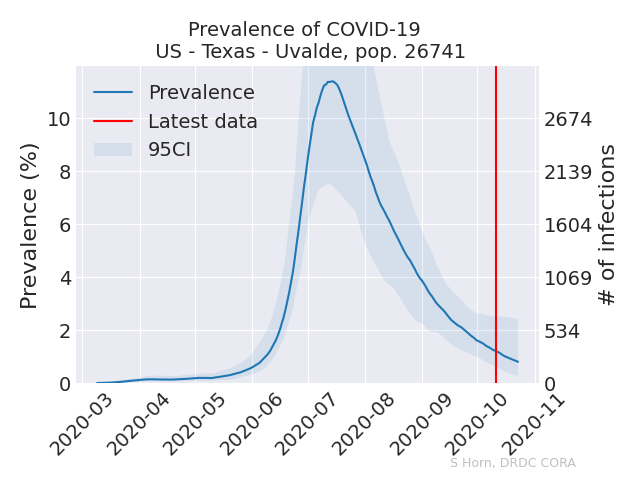 Prevalence of COVID-19
US - Texas - Uvalde, pop. 26741
Prevalence
Latest data
95CI
Prevalence (%)
10
8
6
4
2
0
2674
2139
1604
1069
534
0
# of infections
2020-03
2020-04
2020-05
2020-06
2020-07
2020-08
2020-09
2020-10
2020-11
S Horn, DRDC CORA